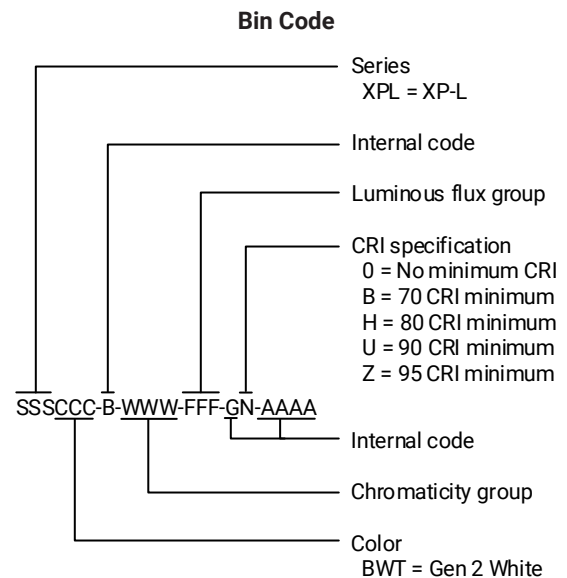 Bin Code
Series
XPL = XP-L
Internal code
Luminous flux group
CRI specification
0 = No minimum CRI
B = 70 CRI minimum
H = 80 CRI minimum
U = 90 CRI minimum
Z = 95 CRI minimum
SSSCCC-B-WWW-FFF-GN-AAAA
Internal code
Chromaticity group
Color
BWT = Gen 2 White